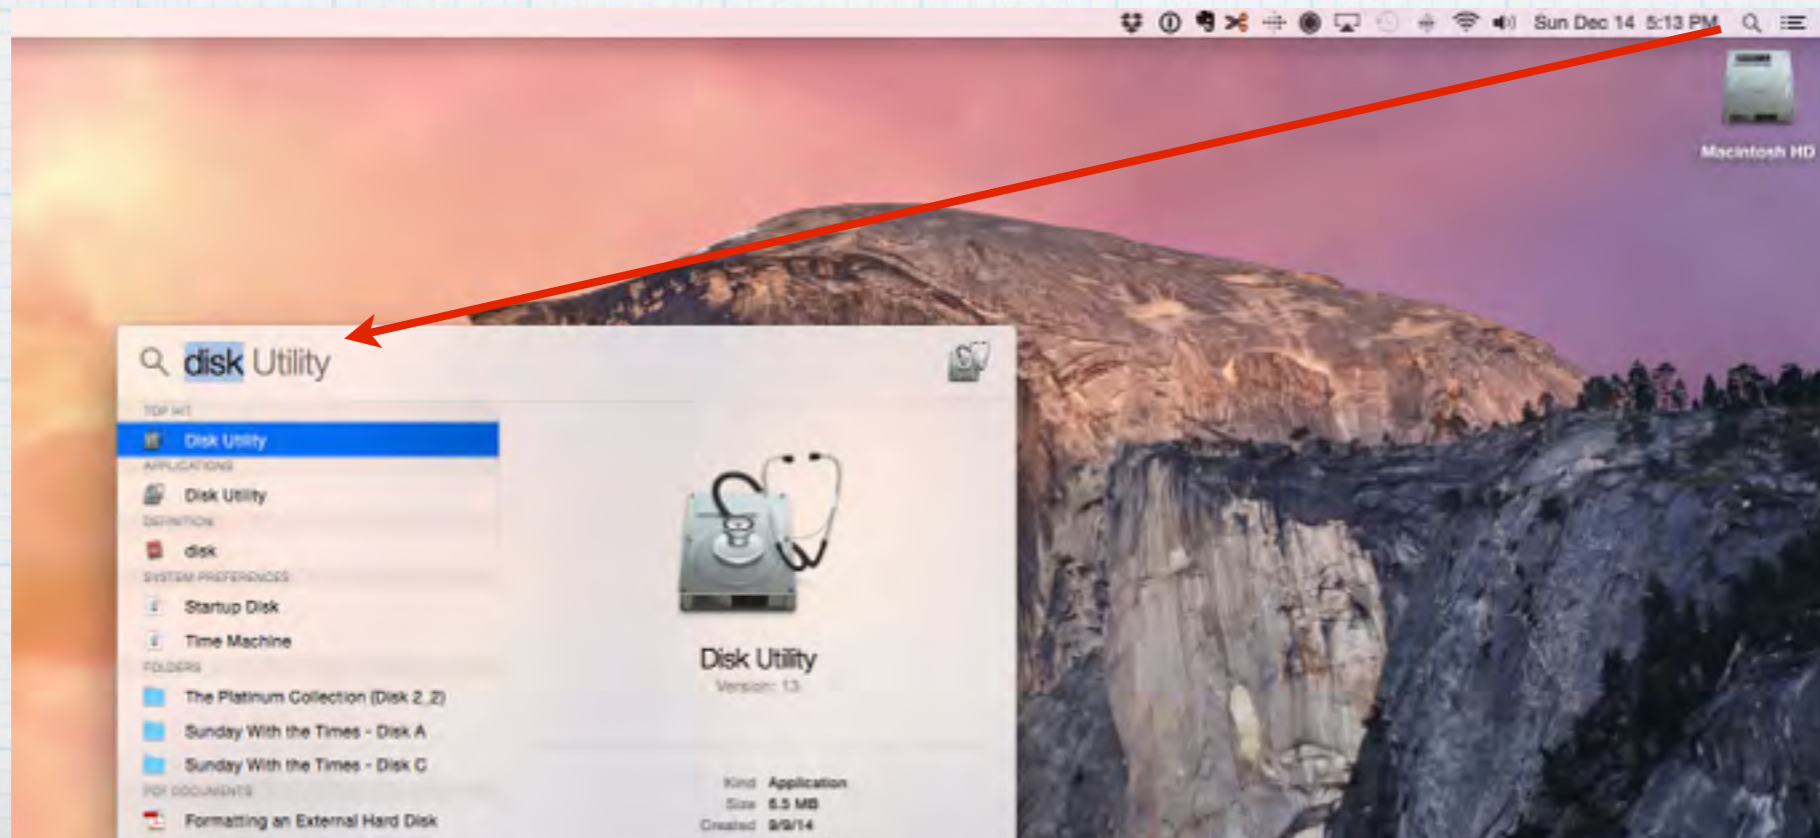 Sun Dec 14 5:13 PM
Macintosh HD
disk Utility
TOP HIT
Disk Utility
APPLICATIONS
Disk Utility
DEFINITION
disk
SYSTEM PREFERENCES
Startup Disk
Time Machine
FOLDERS
The Platinum Collection (Disk 2_2)
Sunday With the Times - Disk A
Sunday With the Times - Disk C
PDF DOCUMENTS
Formatting an External Hard Disk
Disk Utility
Version: 13
Kind Application
Size 6.5 MB
Created 9/9/14